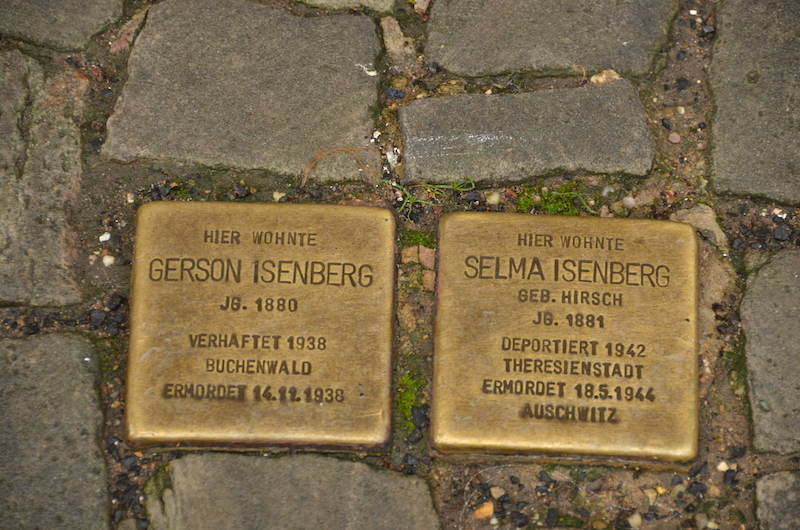 HIER WOHNTE
GERSON ISENBERG
JG. 1880
VERHAFTET 1938
BUCHENWALD
ERMORDET 14.11.1938
HIER WOHNTE
SELMA ISENBERG
GEB. HIRSCH
JG. 1881
DEPORTIERT 1942
THERESIENSTADT
ERMORDET 18.5.1944
AUSCHWITZ